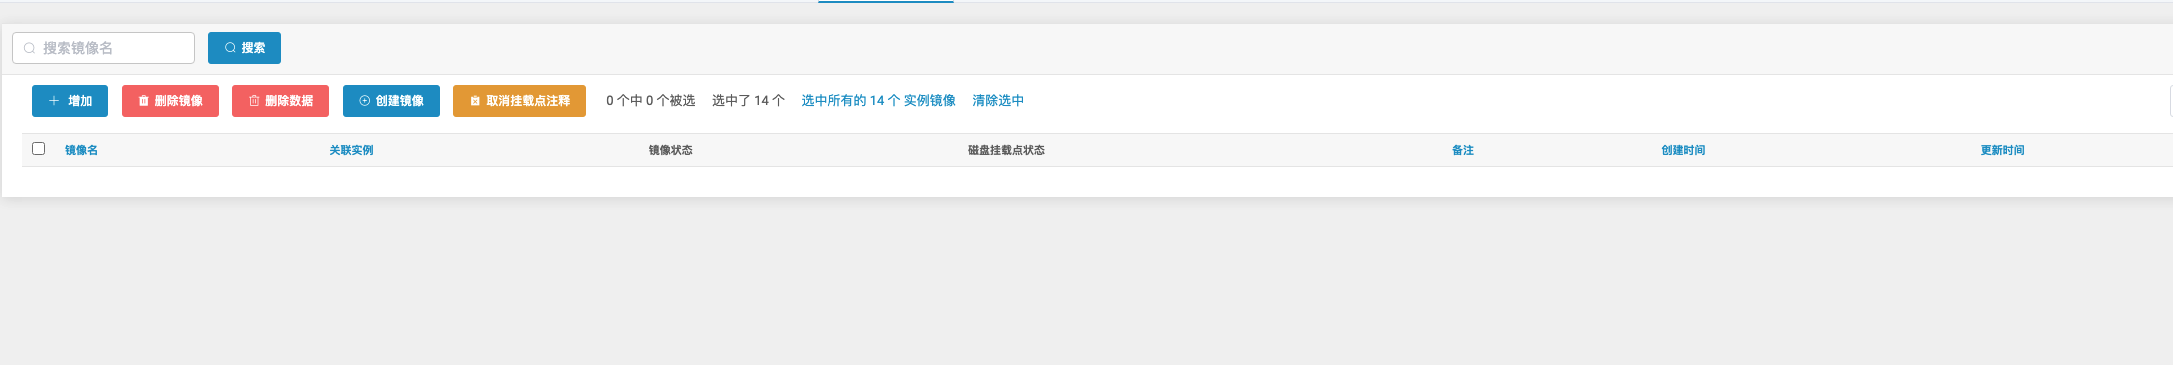 搜索镜像名 搜索
增加 删除镜像 删除数据 创建镜像 取消挂载点注释 0 个中 0 个被选 选中了 14 个 选中所有的 14 个 实例镜像 清除选中
镜像名 关联实例 镜像状态 磁盘挂载点状态 备注 创建时间 更新时间